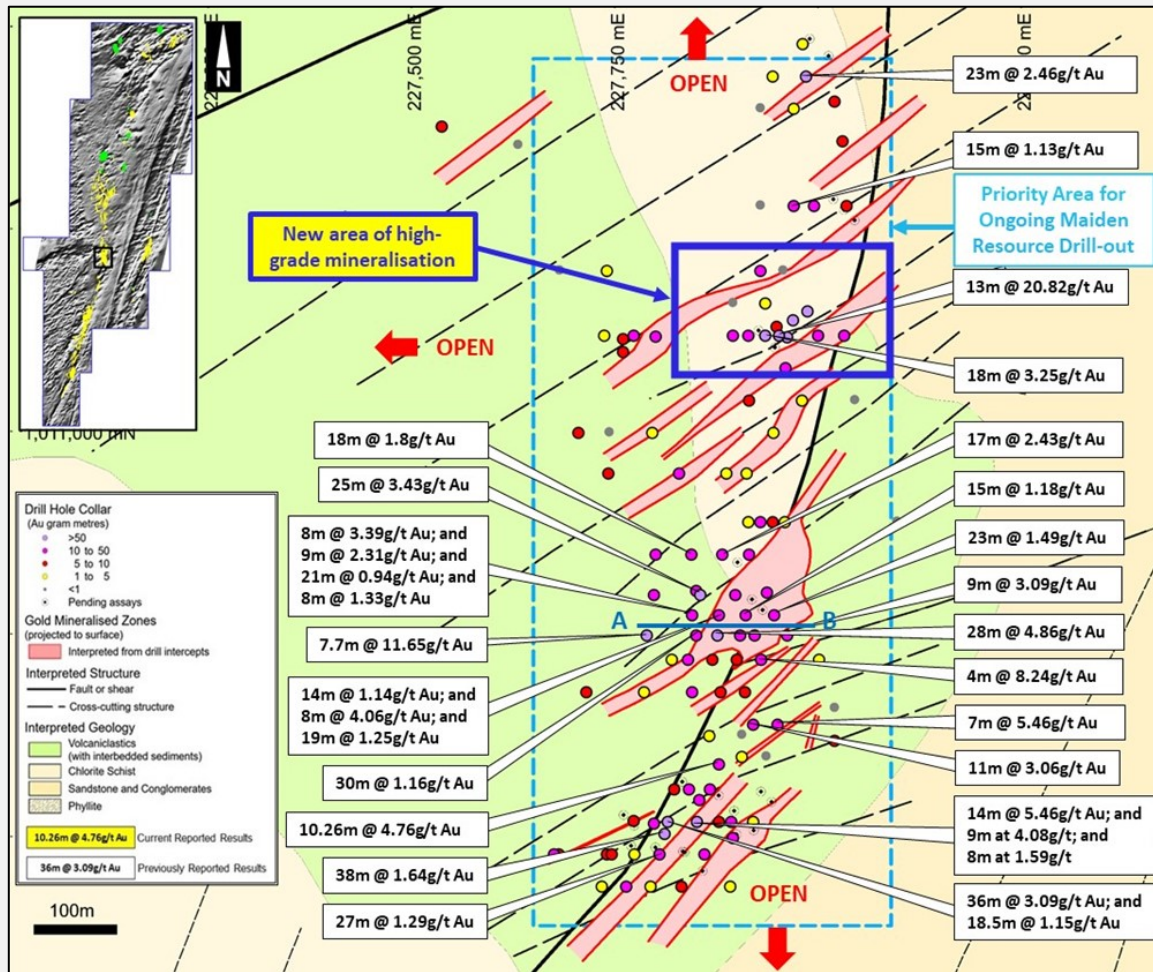 N
227,500 mE
227,750 mE
OPEN
23m @ 2.46g/t Au
15m @ 1.13g/t Au
Priority Area for
Ongoing Maiden
Resource Drill-out
New area of high-
grade mineralisation
13m @ 20.82g/t Au
OPEN
18m @ 3.25g/t Au
1,011,000 mN
18m @ 1.8g/t Au
17m @ 2.43g/t Au
25m @ 3.43g/t Au
15m @ 1.18g/t Au
8m @ 3.39g/t Au; and
9m @ 2.31g/t Au; and
21m @ 0.94g/t Au; and
8m @ 1.33g/t Au
23m @ 1.49g/t Au
9m @ 3.09g/t Au
A
B
7.7m @ 11.65g/t Au
28m @ 4.86g/t Au
4m @ 8.24g/t Au
14m @ 1.14g/t Au; and
8m @ 4.06g/t Au; and
19m @ 1.25g/t Au
7m @ 5.46g/t Au
30m @ 1.16g/t Au
11m @ 3.06g/t Au
10.26m @ 4.76g/t Au
14m @ 5.46g/t Au; and
9m at 4.08g/t; and
8m at 1.59g/t
38m @ 1.64g/t Au
27m @ 1.29g/t Au
36m @ 3.09g/t Au; and
18.5m @ 1.15g/t Au
OPEN
Drill Hole Collar
(Au gram metres)
>50
10 to 50
5 to 10
1 to 5
<1
Pending assays
Gold Mineralised Zones
(projected to surface)
Interpreted from drill intercepts
Interpreted Structure
Fault or shear
Cross-cutting structure
Interpreted Geology
Volcaniclastics
(with interbedded sediments)
Chlorite Schist
Sandstone and Conglomerates
Phyllite
10.26m @ 4.76g/t Au Current Reported Results
36m @ 3.09g/t Au Previously Reported Results
100m